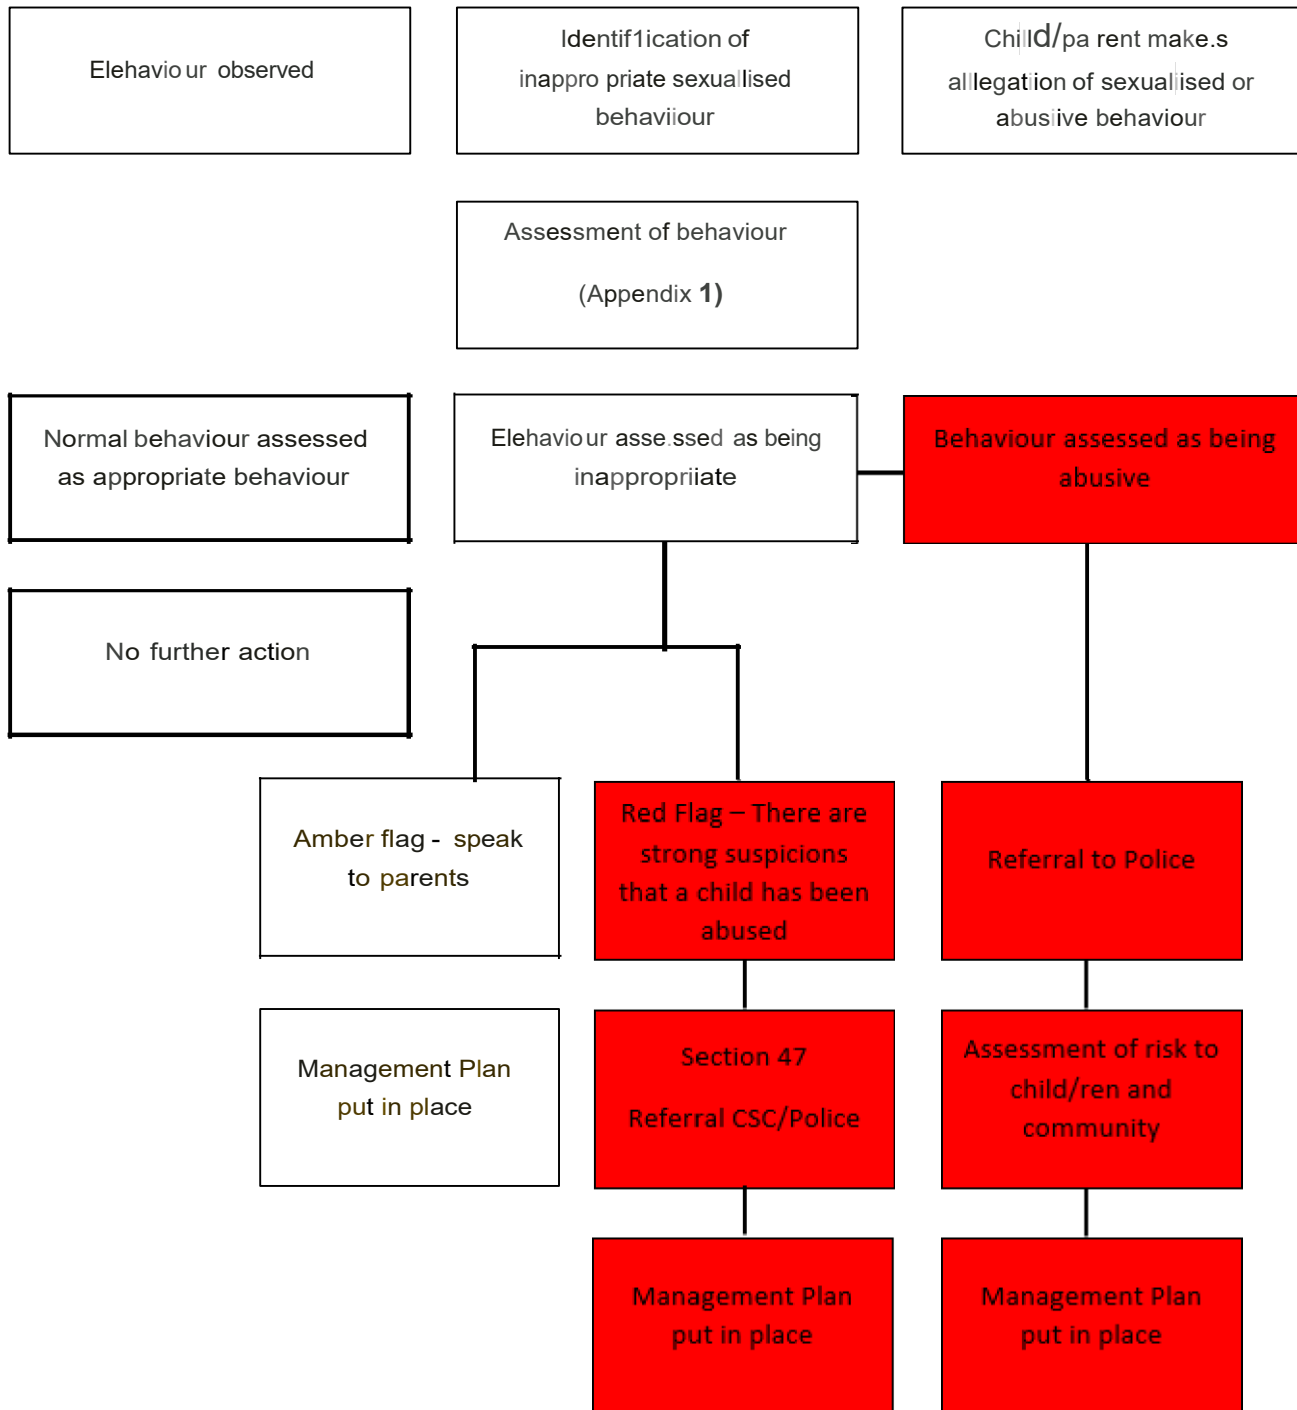 Elehaviour observed
Identif1ication of
inappro priate sexuallised
behaviiour
Chilld/pa rent make.s
alllegatiion of sexualiised or
abusiive behaviour
Assessment of behaviour
(Appendix 1)
Normal behaviour assessed
as appropriate behaviour
Elehaviour asse.ssed as being
inappropriiate
Behaviour assessed as being
abusive
No further action
Amber flag - speak
to parents
Red Flag – There are
strong suspicions
that a child has been
abused
Referral to Police
Management Plan
put in place
Section 47
Referral CSC/Police
Assessment of risk to
child/ren and
community
Management Plan
put in place
Management Plan
put in place